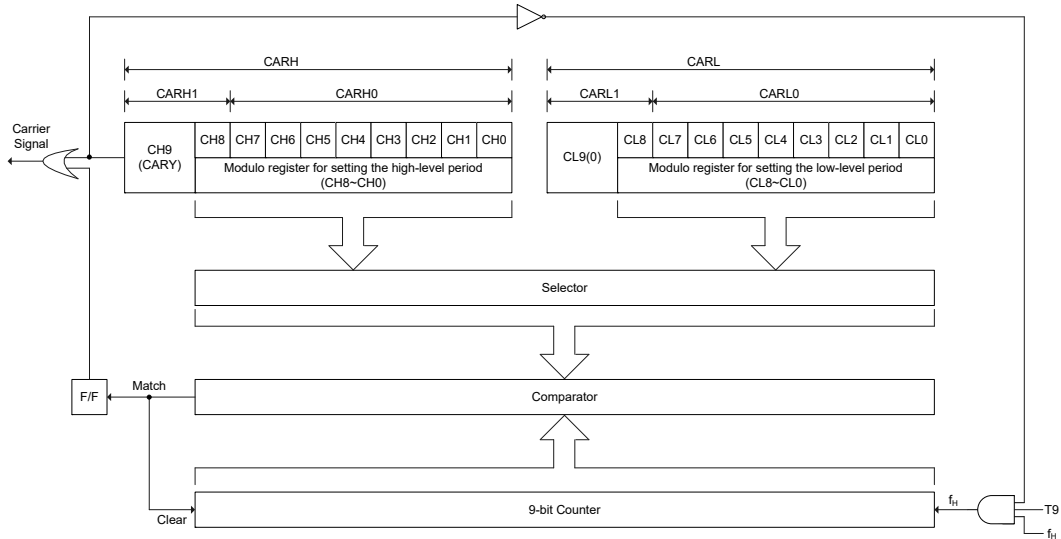 CARH
CARL
CARH1
CARH0
CARL1
CARL0
Carrier
Signal
CH9
(CARY)
CH8 CH7 CH6 CH5 CH4 CH3 CH2 CH1 CH0
Modulo register for setting the high-level period
(CH8~CH0)
CL9(0)
CL8 CL7 CL6 CL5 CL4 CL3 CL2 CL1 CL0
Modulo register for setting the low-level period
(CL8~CL0)
Selector
F/F
Match
Comparator
Clear
9-bit Counter
fH
T9
fH